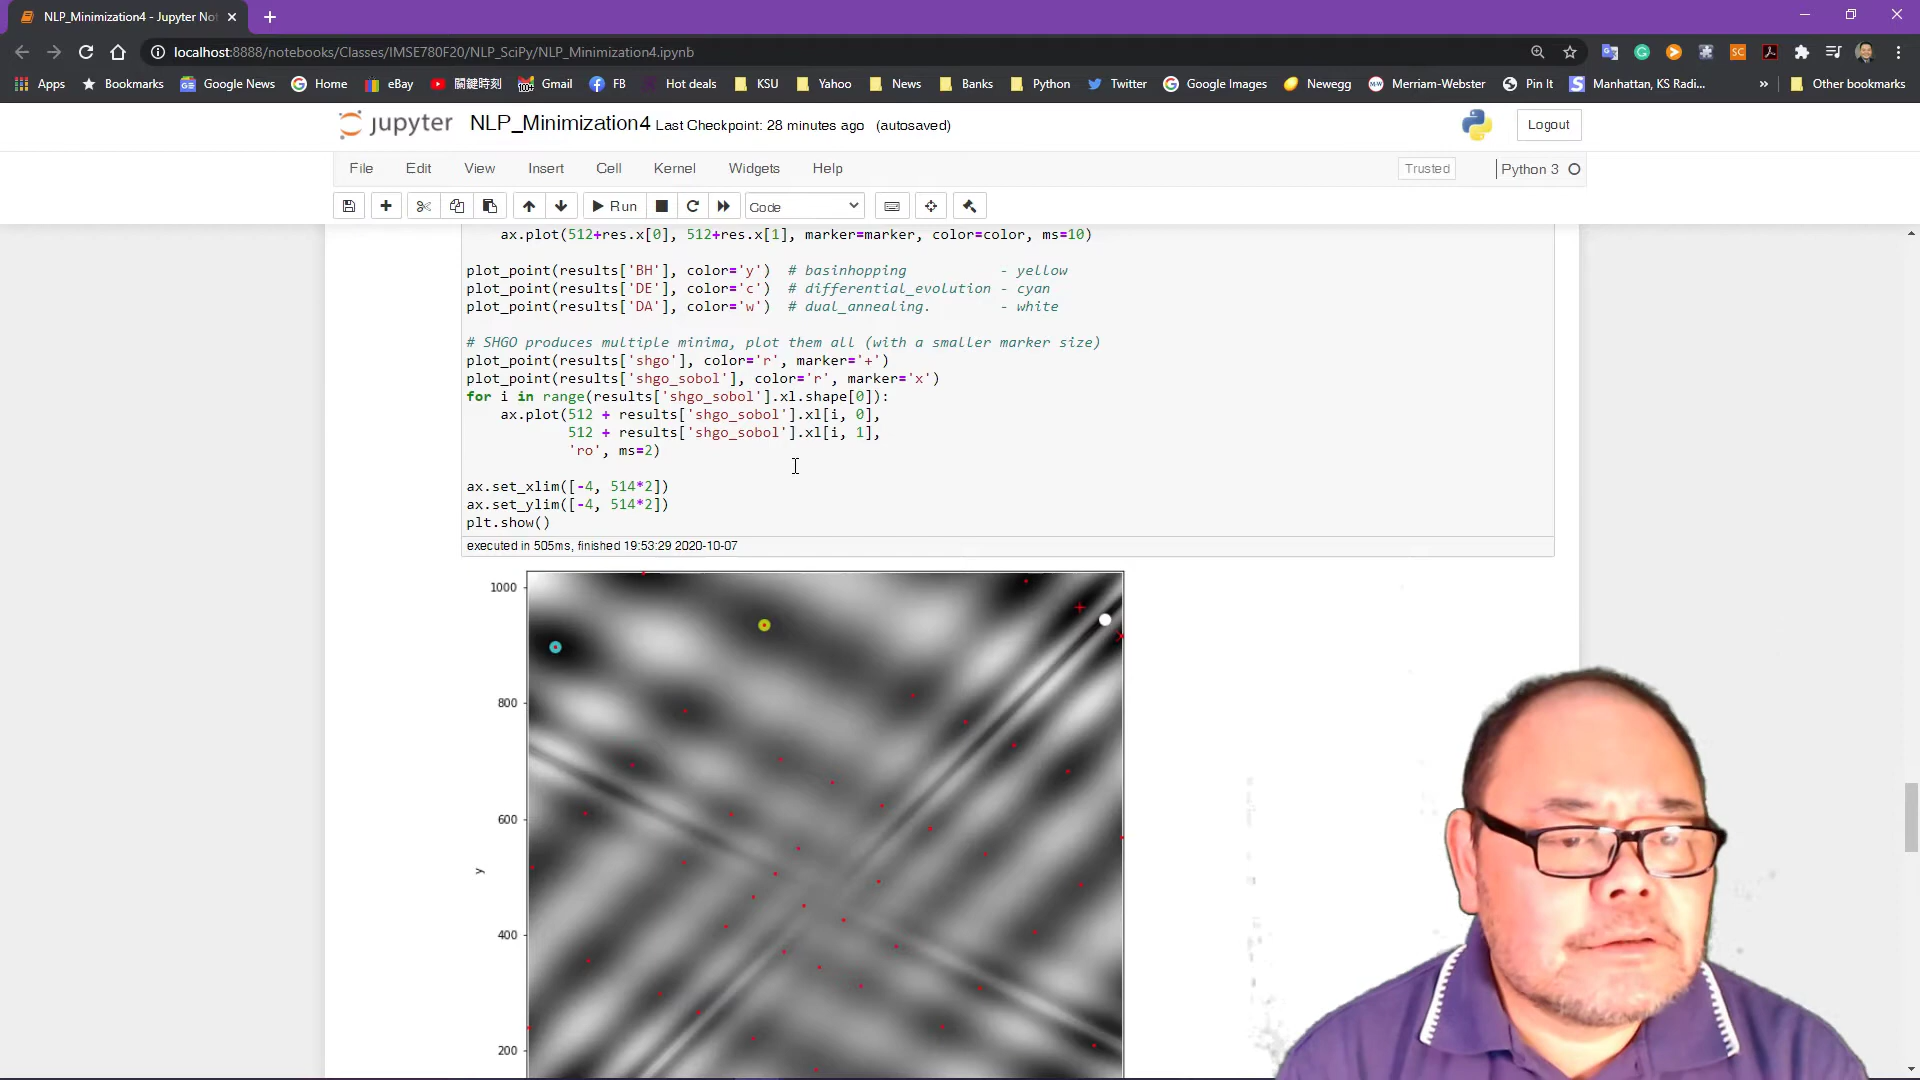 NLP_Minimization4 - Jupyter No
localhost:8888/notebooks/Classes/IMSE780F20/NLP_SciPy/NLP_Minimization4.ipynb
Apps Bookmarks Google News Home eBay 關鍵時刻 Gmail FB Hot deals KSU Yahoo News Banks Python Twitter Google Images Newegg Merriam-Webster Pin It Manhattan, KS Radi... » Other bookmarks
jupyter NLP_Minimization4 Last Checkpoint: 28 minutes ago (autosaved) Logout
File Edit View Insert Cell Kernel Widgets Help Trusted Python 3
Run Code
ax.plot(512+res.x[0], 512+res.x[1], marker=marker, color=color, ms=10)
plot_point(results['BH'], color='y')  # basinhopping           - yellow
plot_point(results['DE'], color='c')  # differential_evolution - cyan
plot_point(results['DA'], color='w')  # dual_annealing.        - white
# SHGO produces multiple minima, plot them all (with a smaller marker size)
plot_point(results['shgo'], color='r', marker='+')
plot_point(results['shgo_sobol'], color='r', marker='x')
for i in range(results['shgo_sobol'].xl.shape[0]):
ax.plot(512 + results['shgo_sobol'].xl[i, 0],
512 + results['shgo_sobol'].xl[i, 1],
'ro', ms=2)
ax.set_xlim([-4, 514*2])
ax.set_ylim([-4, 514*2])
plt.show()
executed in 505ms, finished 19:53:29 2020-10-07
1000
800
600
y
400
200